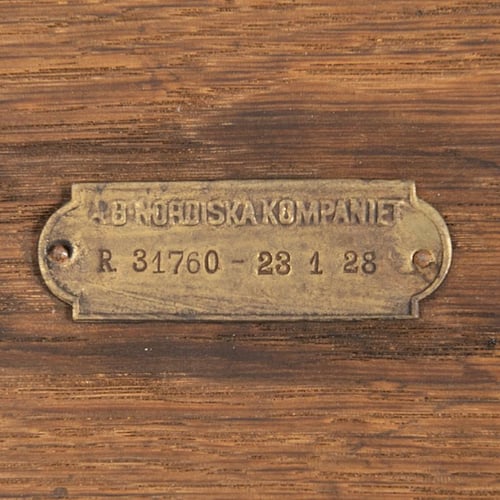 AB NORDISKA KOMPANIET
R 31760 - 23 1 28